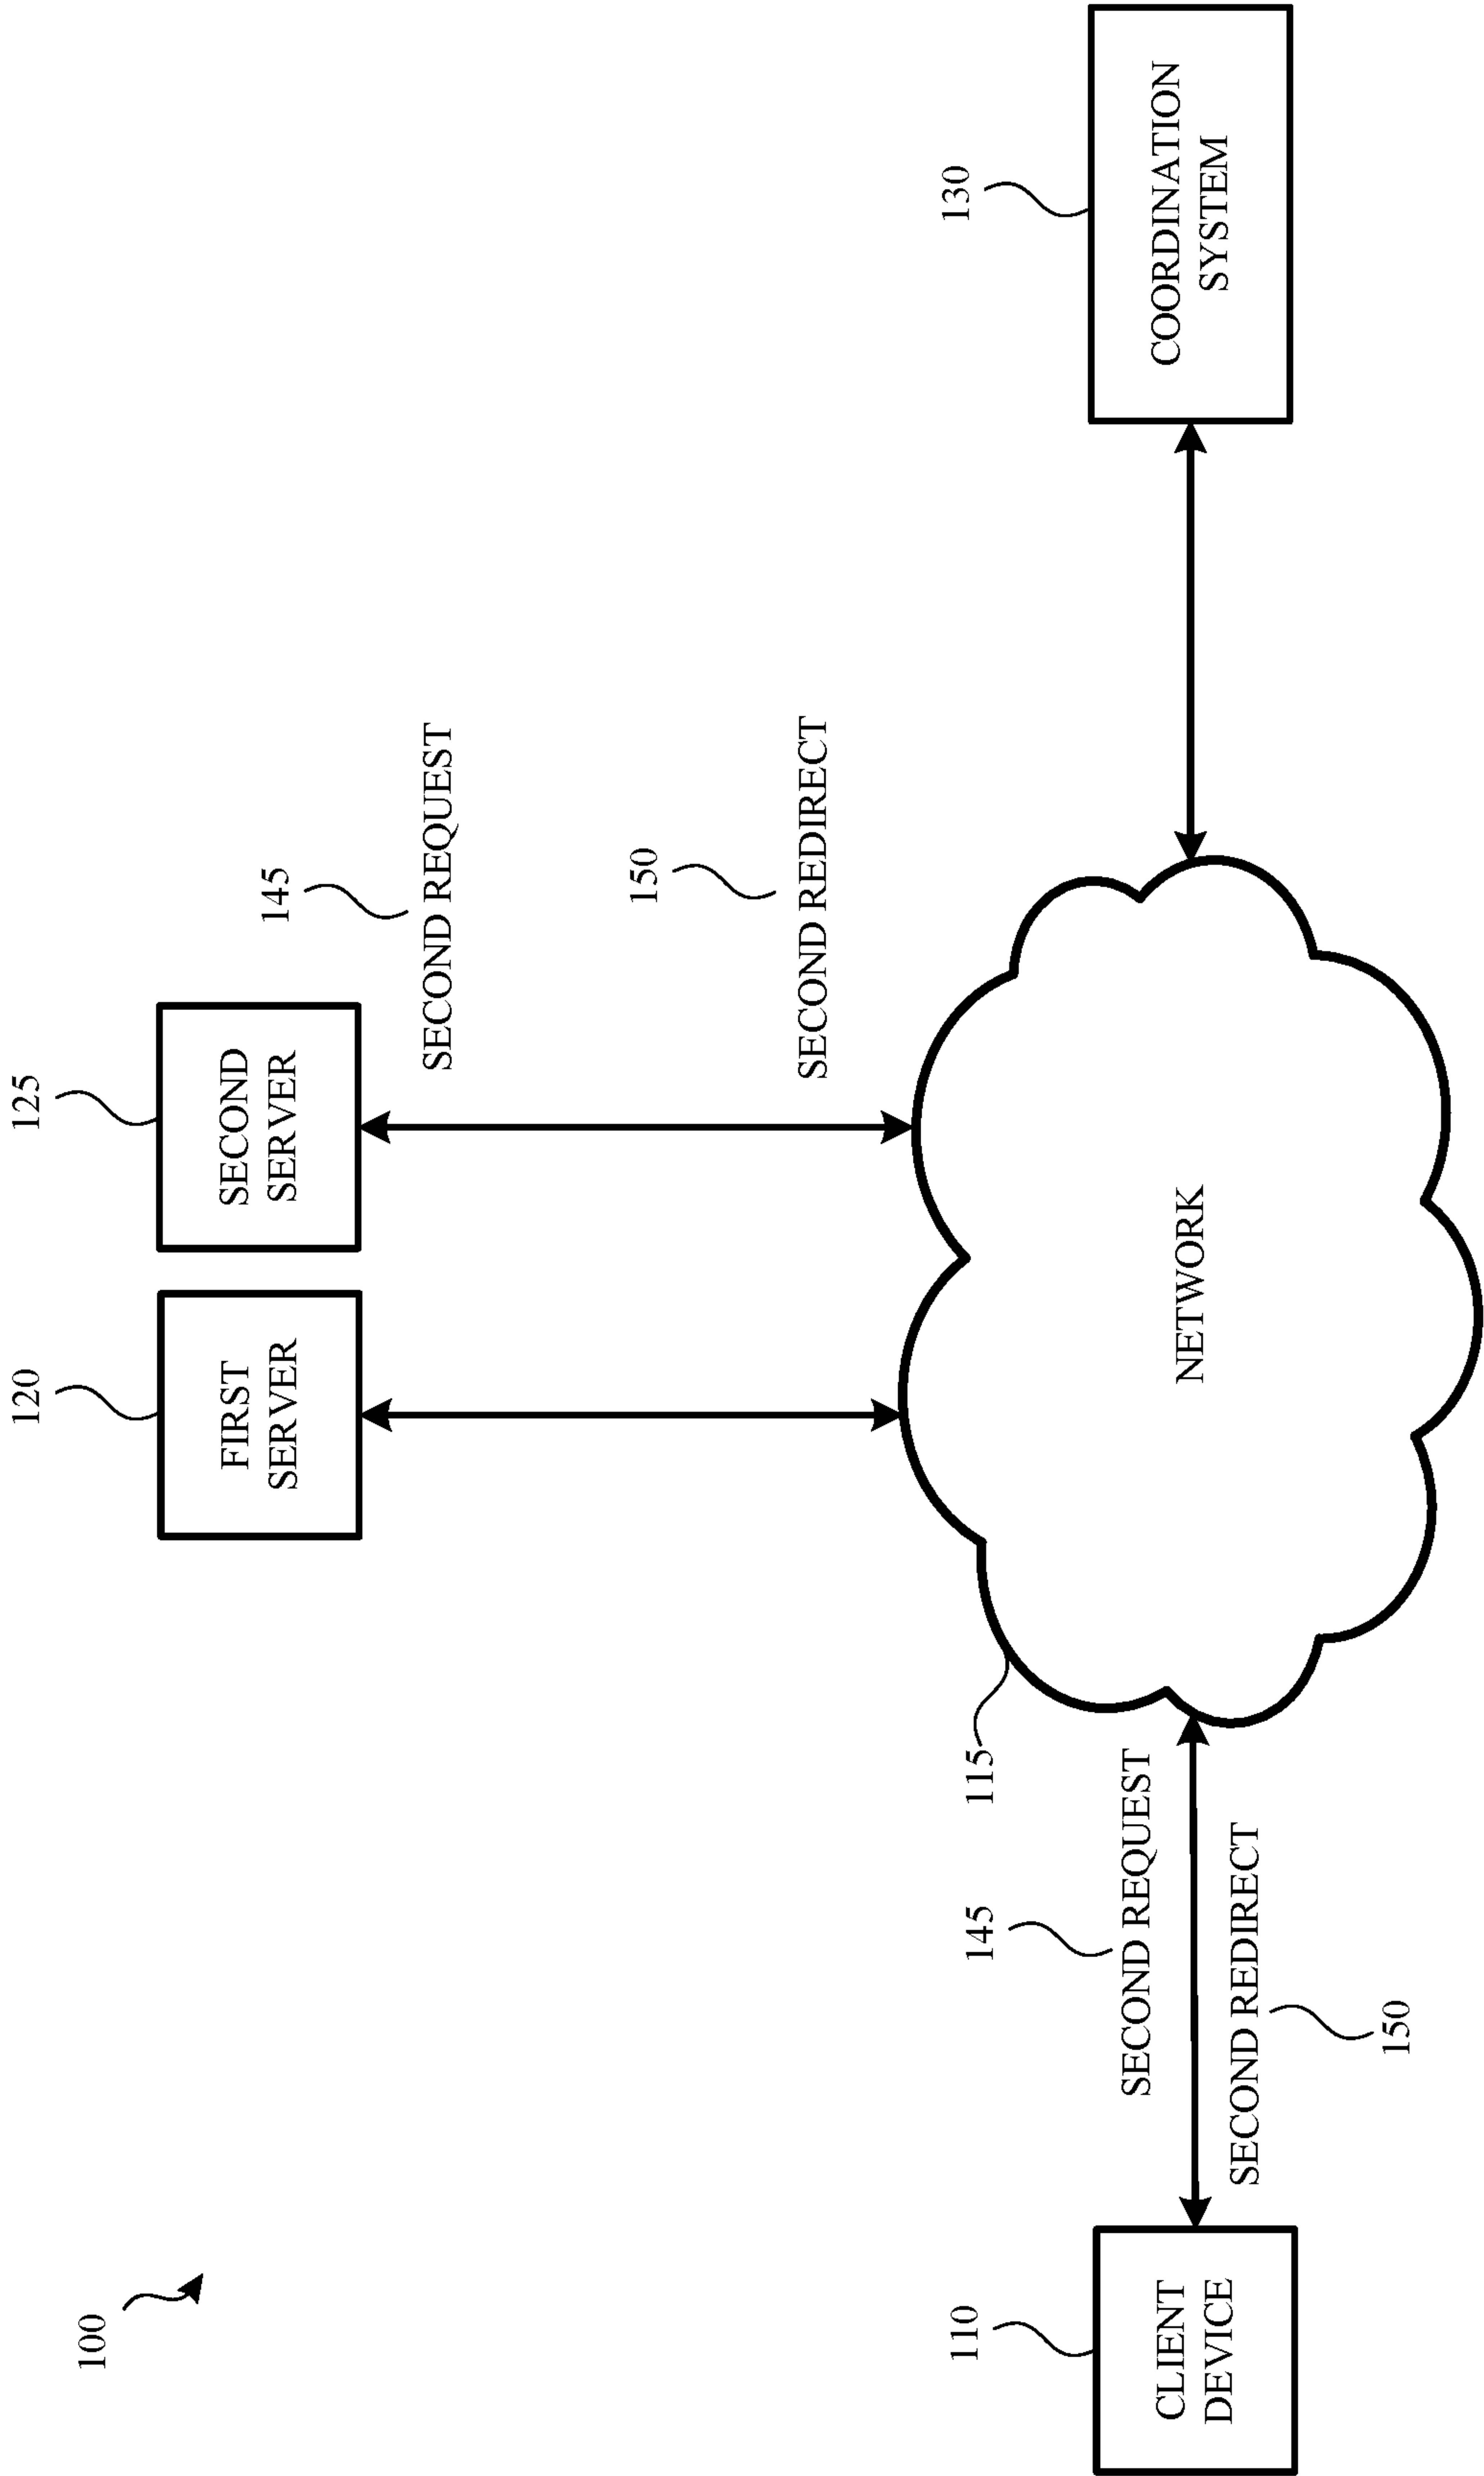 100
120
125
FIRST
SERVER
SECOND
SERVER
145
SECOND REQUEST
150
SECOND REDIRECT
110
CLIENT
DEVICE
145
SECOND REQUEST
SECOND REDIRECT
150
115
NETWORK
130
COORDINATION
SYSTEM